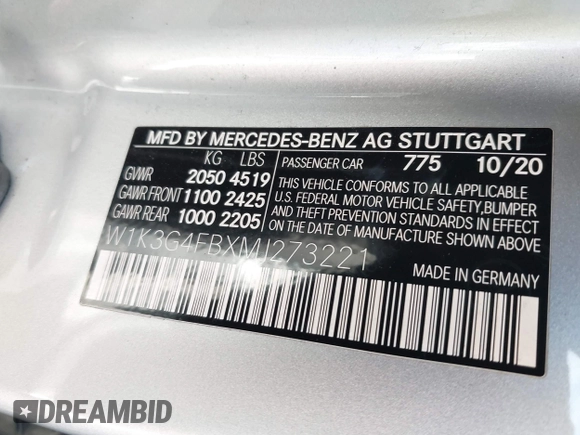 MFD BY MERCEDES-BENZ AG STUTTGART
KG LBS
GVWR 2050 4519
GAWR FRONT 1100 2425
GAWR REAR 1000 2205
PASSENGER CAR 775 10/20
THIS VEHICLE CONFORMS TO ALL APPLICABLE
U.S. FEDERAL MOTOR VEHICLE SAFETY, BUMPER
AND THEFT PREVENTION STANDARDS IN EFFECT
ON THE DATE OF MANUFACTURE SHOWN ABOVE.
W1K3G4FBXMJ273221
MADE IN GERMANY
DREAMBID